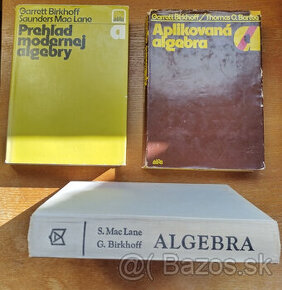 Garrett Birkhoff
Saunders Mac Lane
Prehľad
modernej
algebry
a
Garrett Birkhoff / Thomas C. Bartee
Aplikovaná
algebra
a
alfa
S. Mac Lane
G. Birkhoff
ALGEBRA
Bazos.sk